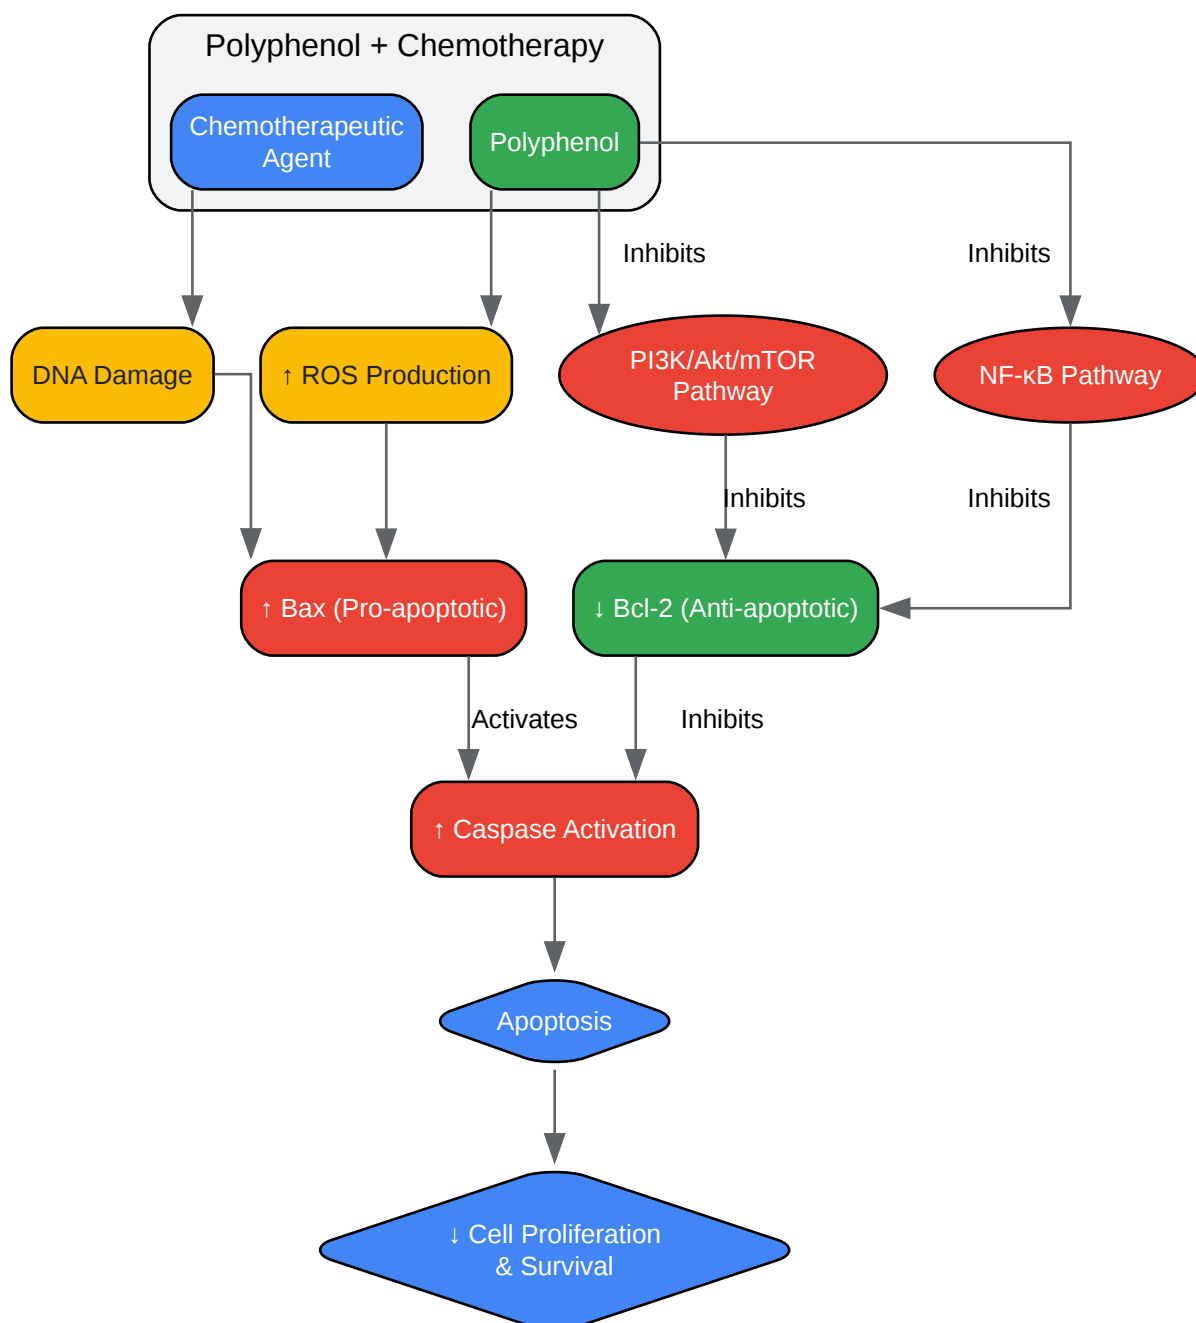 Polyphenol + Chemotherapy
Chemotherapeutic
Agent
Polyphenol
Inhibits
Inhibits
DNA Damage
↑ ROS Production
PI3K/Akt/mTOR
Pathway
NF-κB Pathway
Inhibits
Inhibits
↑ Bax (Pro-apoptotic)
↓ Bcl-2 (Anti-apoptotic)
Activates
Inhibits
↑ Caspase Activation
Apoptosis
↓ Cell Proliferation
& Survival